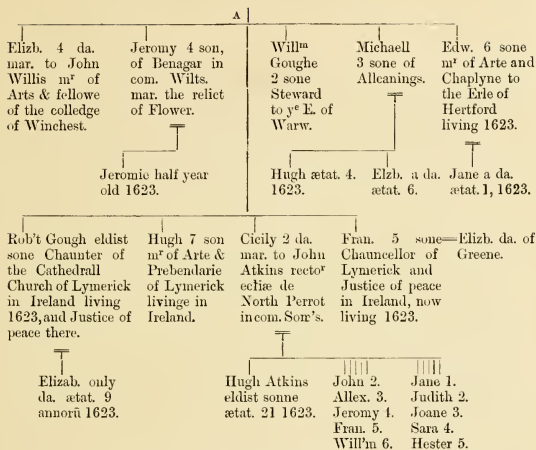 A
Elizb. 4 da.
mar. to John
Willis mʳ of
Arts & fellowe
of the colledge
of Winchest.
Jeromy 4 son,
of Benagar in
com. Wilts.
mar. the relict
of Flower.
Willᵐ
Goughe
2 sone
Steward
to yᵉ E. of
Warw.
Michaell
3 sone of
Allcanings.
Edw. 6 sone
mʳ of Arte and
Chaplyne to
the Erle of
Hertford
living 1623.
Jeromie half year
old 1623.
Hugh ætat. 4.
1623.
Elzb. a da.
ætat. 6.
Jane a da.
ætat. 1, 1623.
Rob't Gough eldist
sone Chaunter of
the Cathedrall
Church of Lymerick
in Ireland living
1623, and Justice of
peace there.
Hugh 7 son
mʳ of Arte &
Prebendarie
of Lymerick
livinge in
Ireland.
Cicily 2 da.
mar. to John
Atkins rectoʳ
ecɫiæ de
North Perrot
in com. Som's.
Fran. 5 sone
Chauncellor of
Lymerick and
Justice of peace
in Ireland, now
living 1623.
Elizb. da. of
Greene.
Elizab. only
da. ætat. 9
annorū 1623.
Hugh Atkins
eldist sonne
ætat. 21 1623.
John 2.
Allex. 3.
Jeromy 4.
Fran. 5.
Will'm 6.
Jane 1.
Judith 2.
Joane 3.
Sara 4.
Hester 5.